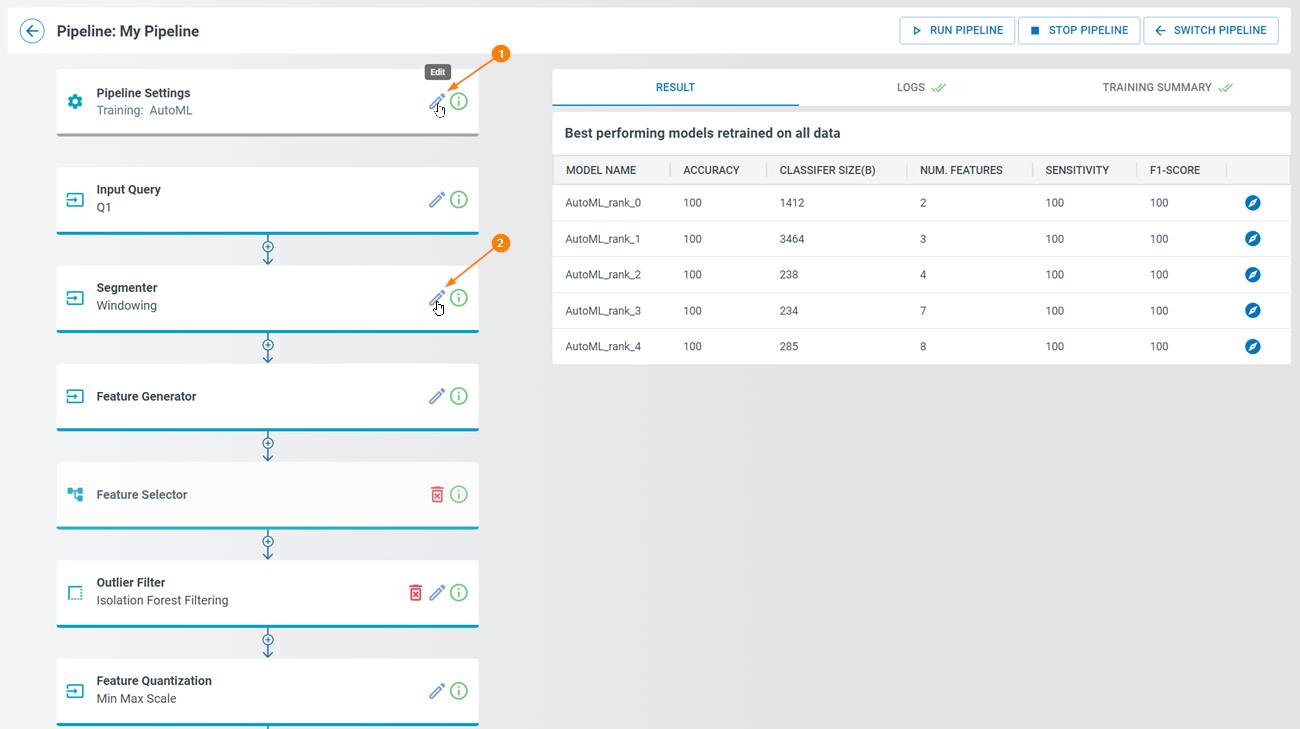 Pipeline: My Pipeline
RUN PIPELINE
STOP PIPELINE
SWITCH PIPELINE
1
Edit
Pipeline Settings
Training: AutoML
Input Query
Q1
2
Segmenter
Windowing
Feature Generator
Feature Selector
Outlier Filter
Isolation Forest Filtering
Feature Quantization
Min Max Scale
RESULT LOGS TRAINING SUMMARY
Best performing models retrained on all data
MODEL NAME ACCURACY CLASSIFER SIZE(B) NUM. FEATURES SENSITIVITY F1-SCORE
AutoML_rank_0 100 1412 2 100 100
AutoML_rank_1 100 3464 3 100 100
AutoML_rank_2 100 238 4 100 100
AutoML_rank_3 100 234 7 100 100
AutoML_rank_4 100 285 8 100 100